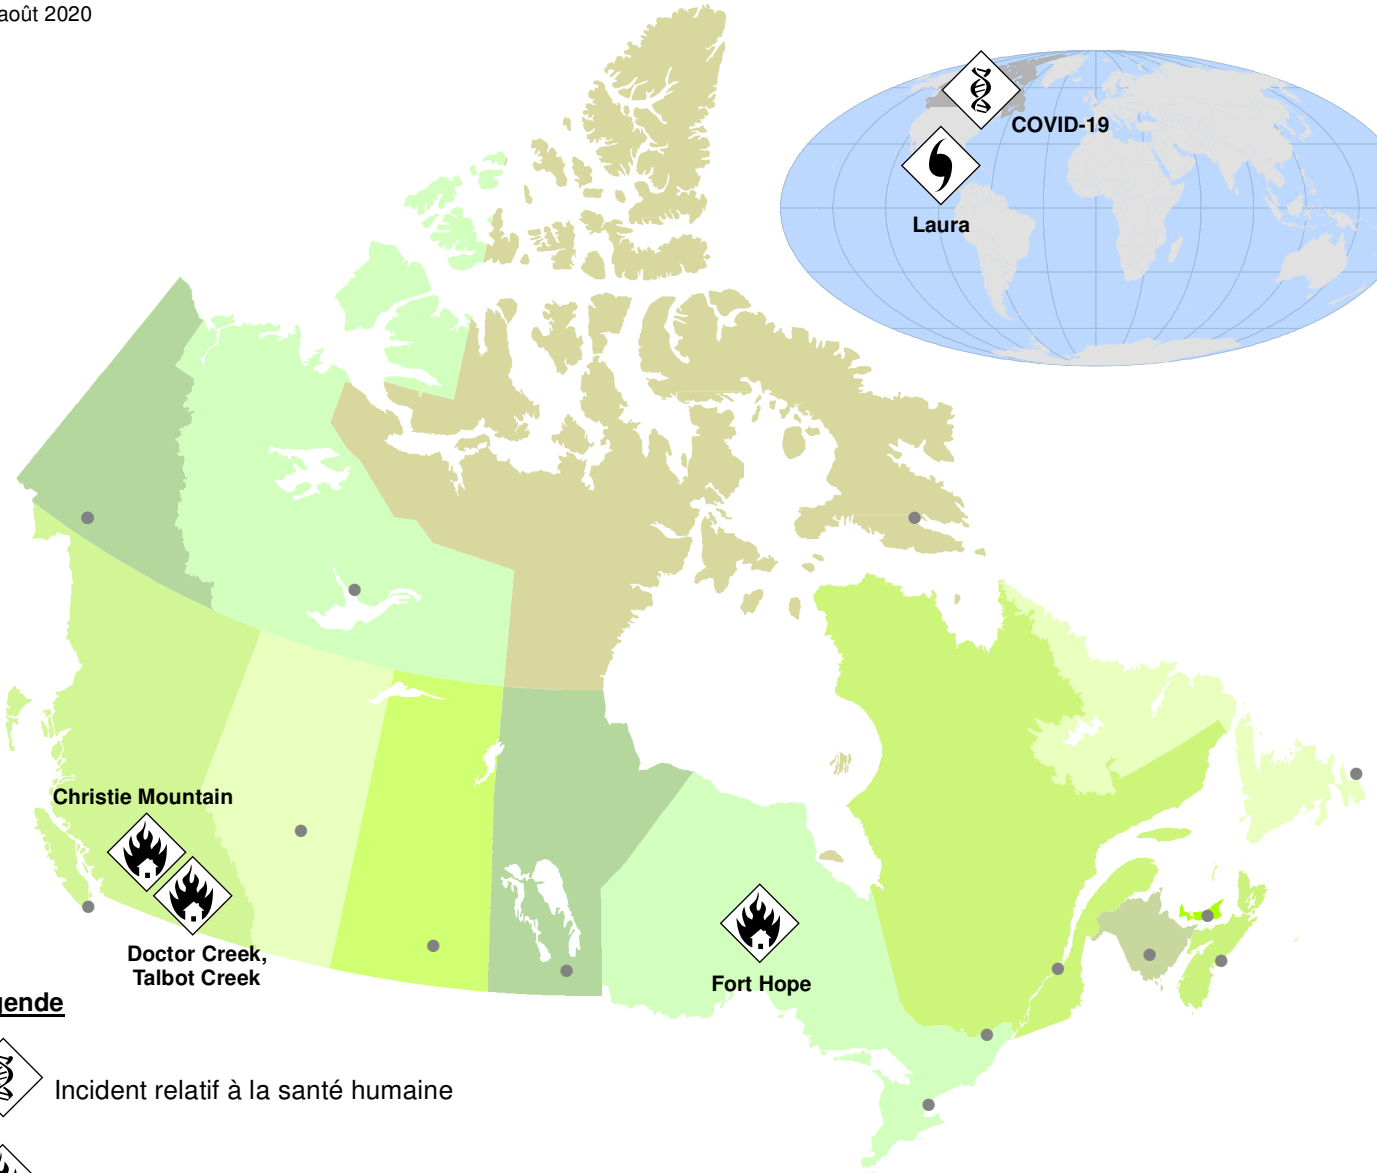 août 2020
COVID-19
Laura
Christie Mountain
Doctor Creek,
Talbot Creek
Fort Hope
gende
Incident relatif à la santé humaine